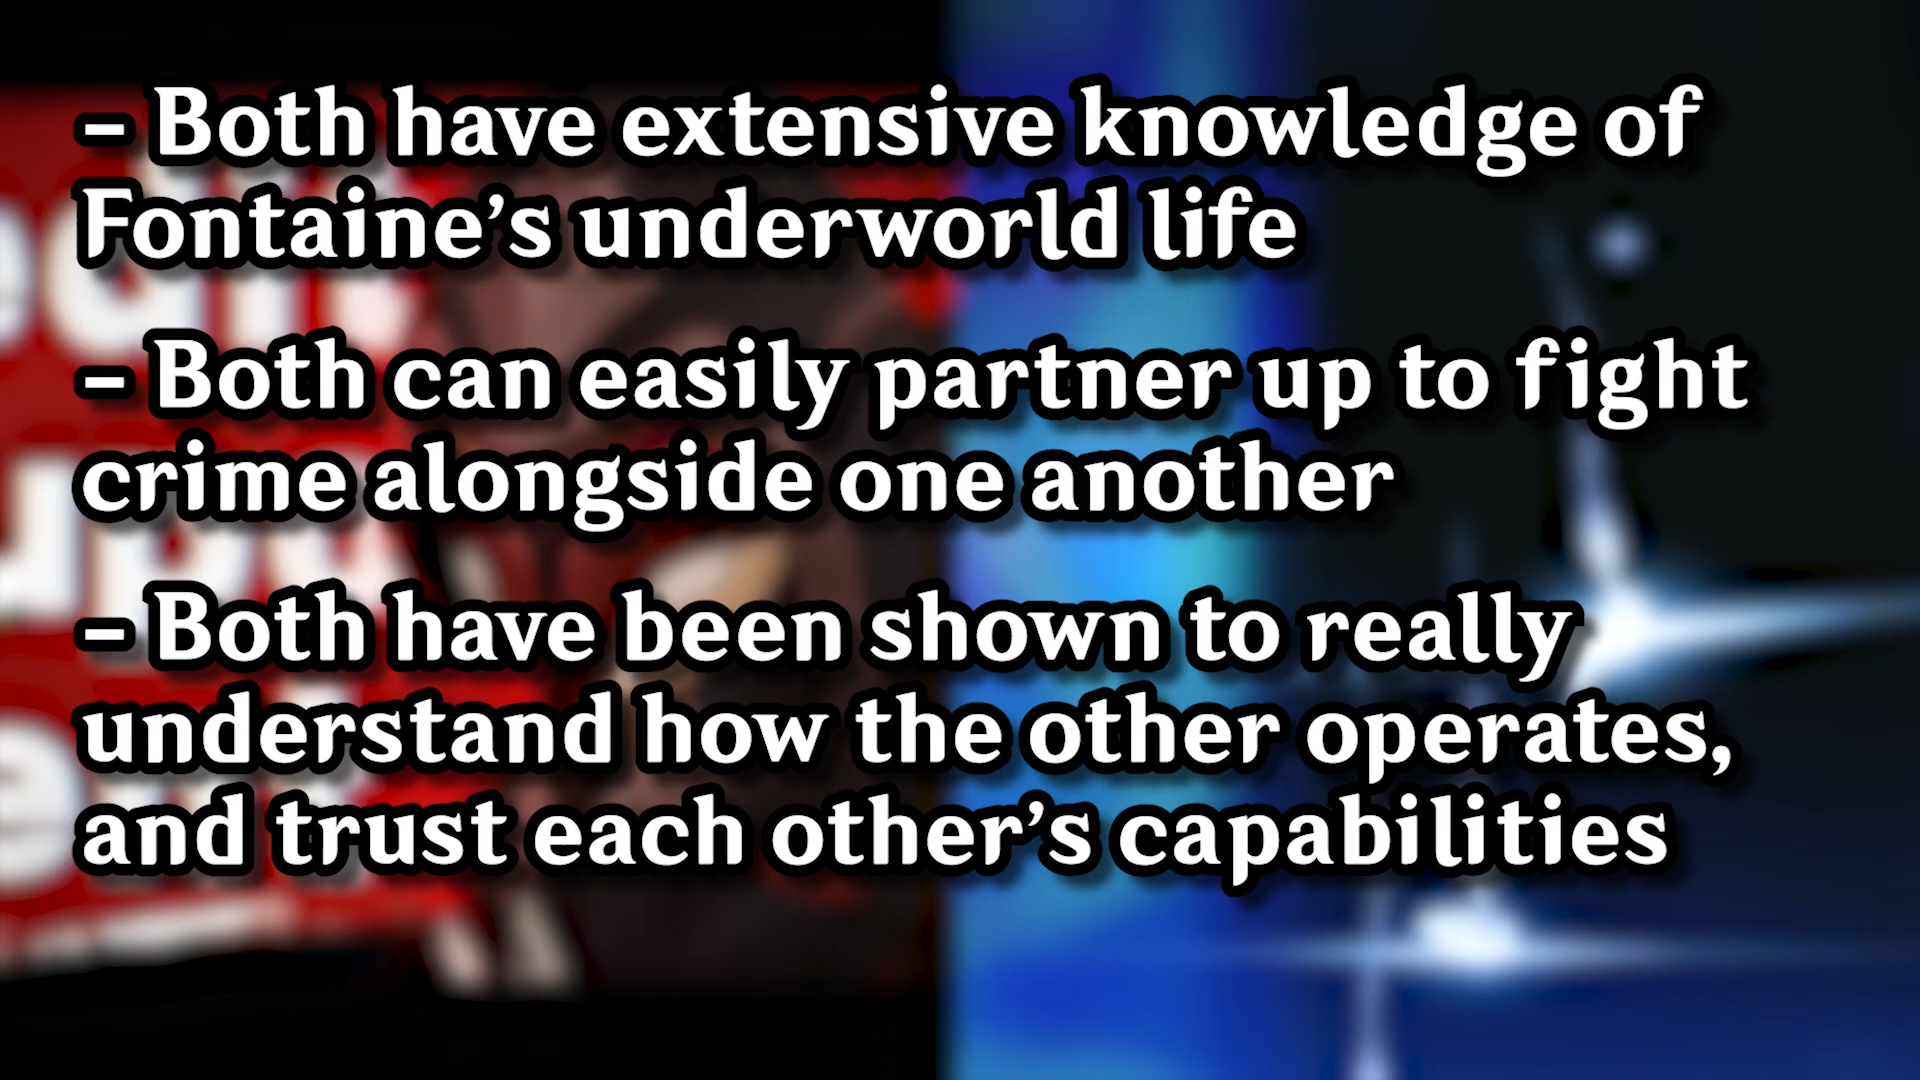 – Both have extensive knowledge of
Fontaine’s underworld life
– Both can easily partner up to fight
crime alongside one another
– Both have been shown to really
understand how the other operates,
and trust each other’s capabilities